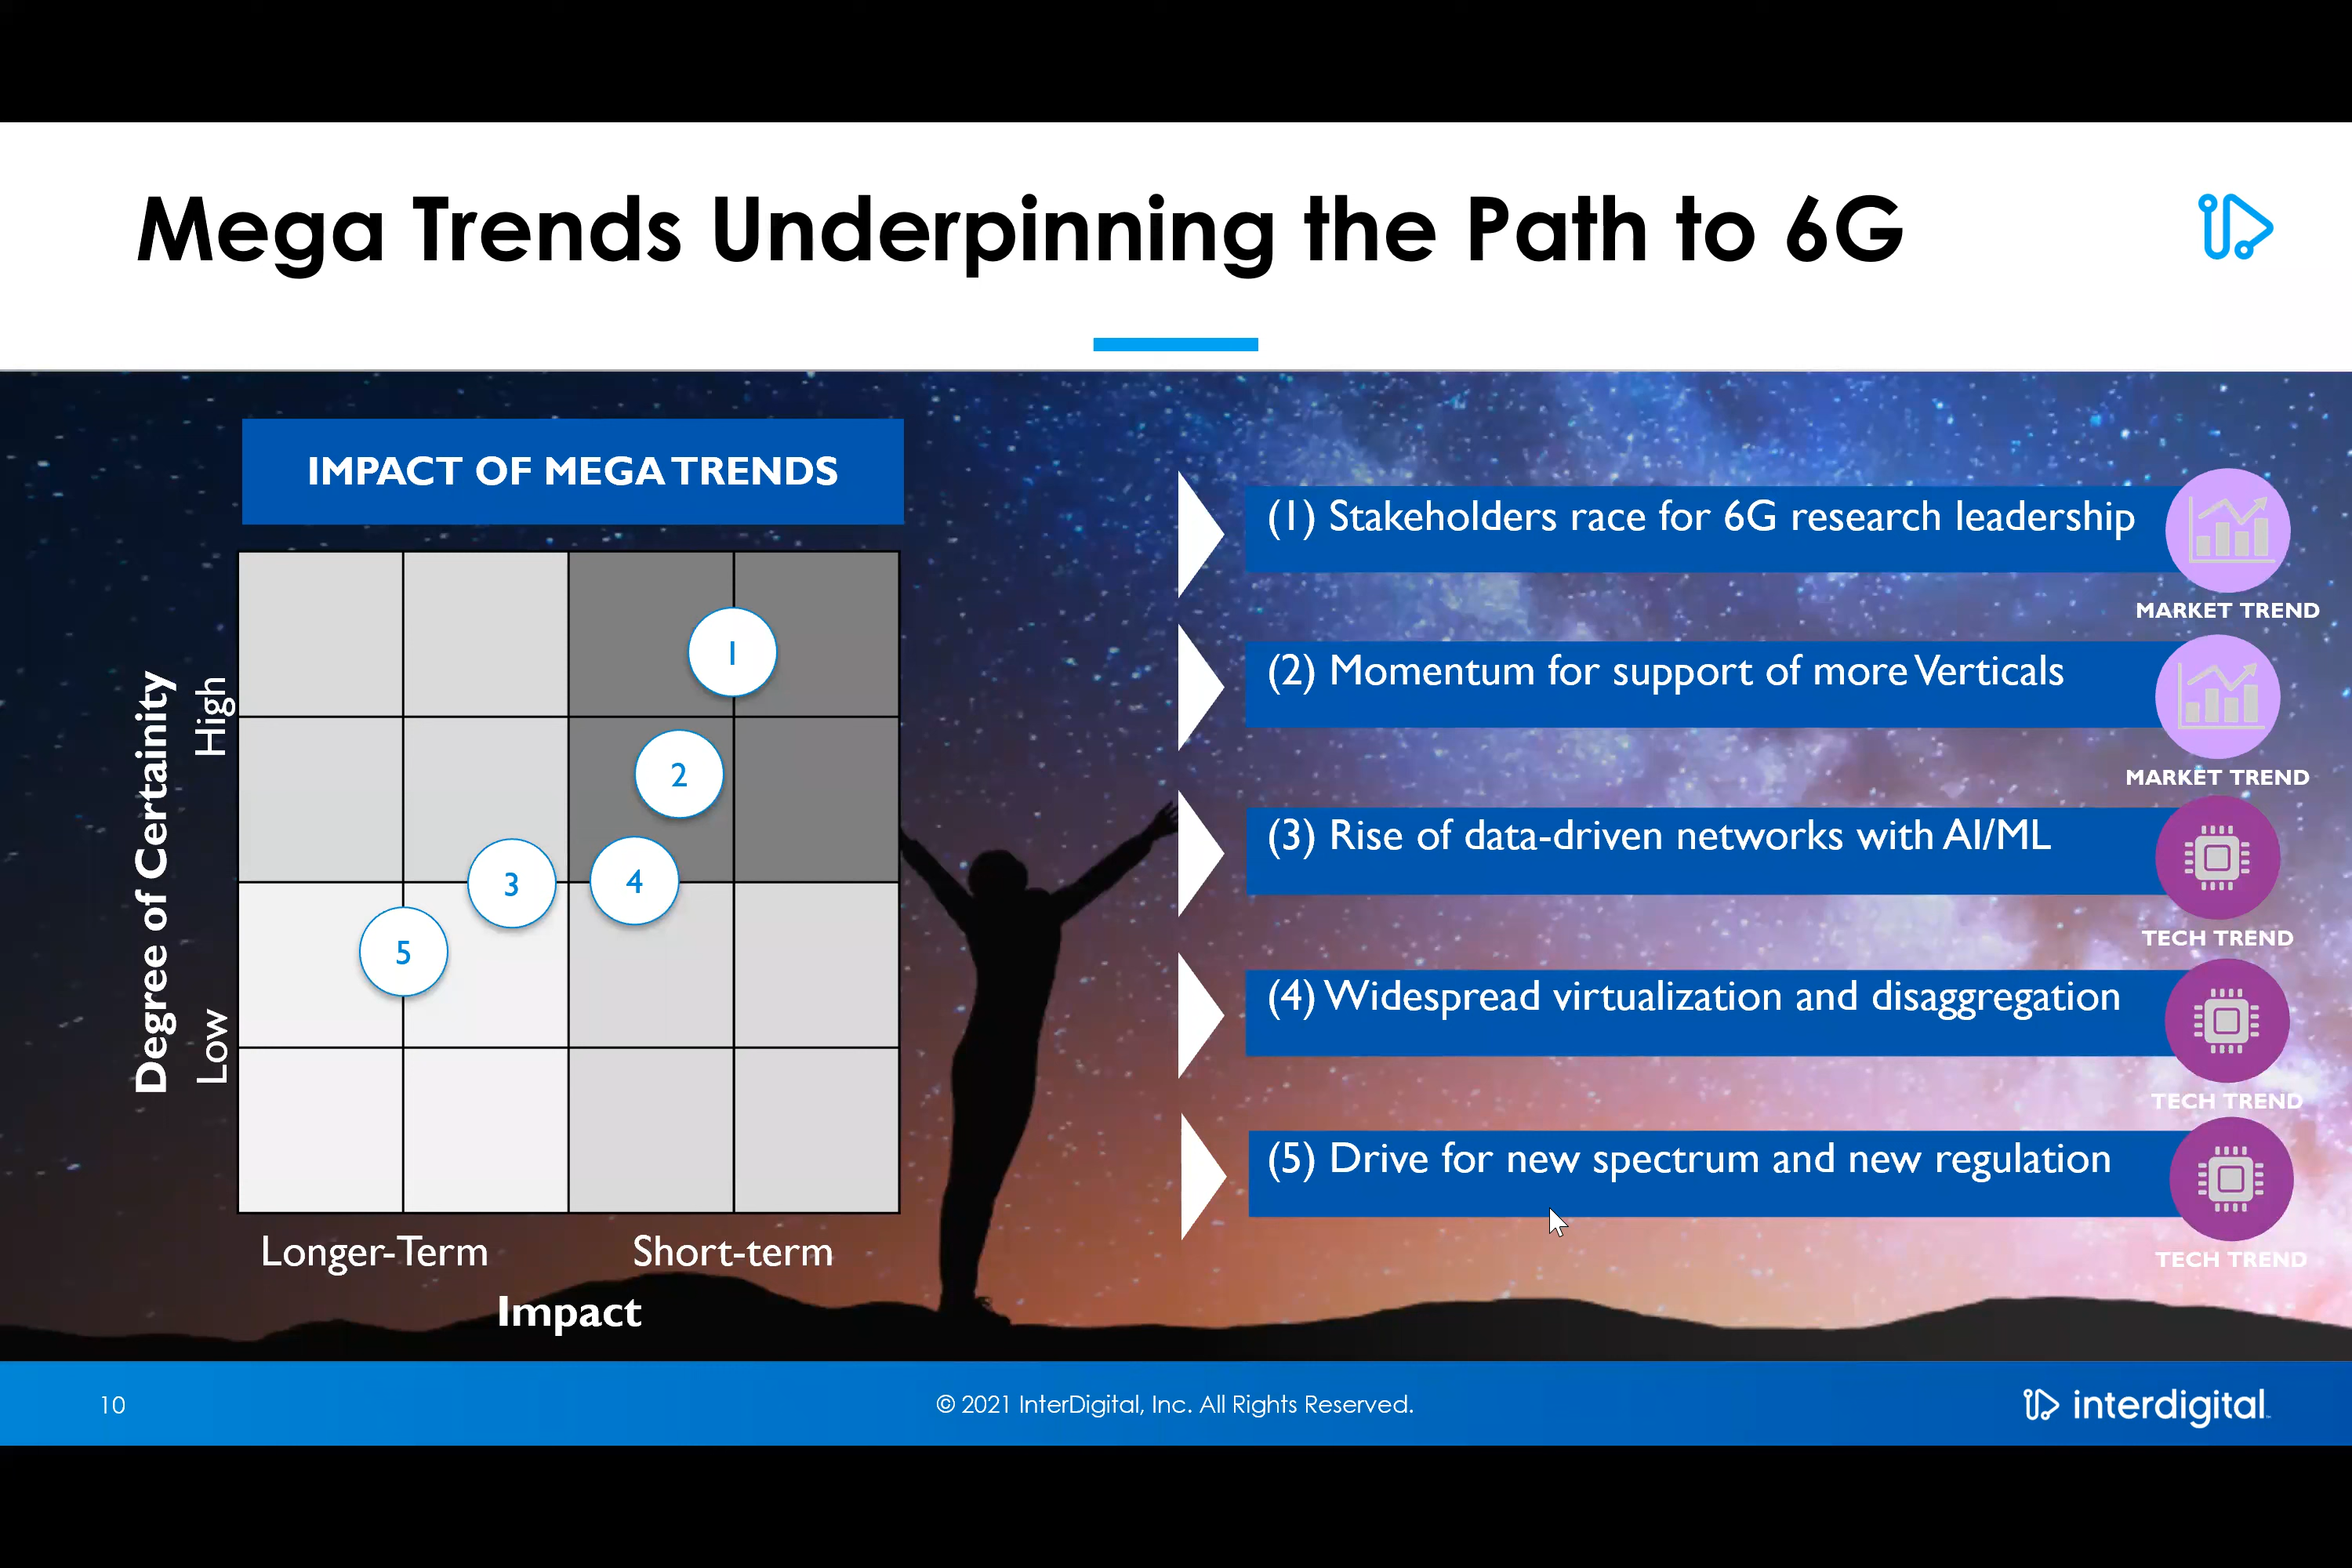 Mega Trends Underpinning the Path to 6G
IMPACT OF MEGA TRENDS
Degree of Certainity
High
Low
1
2
3
4
5
Longer-Term
Short-term
Impact
(1) Stakeholders race for 6G research leadership
MARKET TREND
(2) Momentum for support of more Verticals
MARKET TREND
(3) Rise of data-driven networks with AI/ML
TECH TREND
(4) Widespread virtualization and disaggregation
TECH TREND
(5) Drive for new spectrum and new regulation
TECH TREND
10
© 2021 InterDigital, Inc. All Rights Reserved.
interdigital